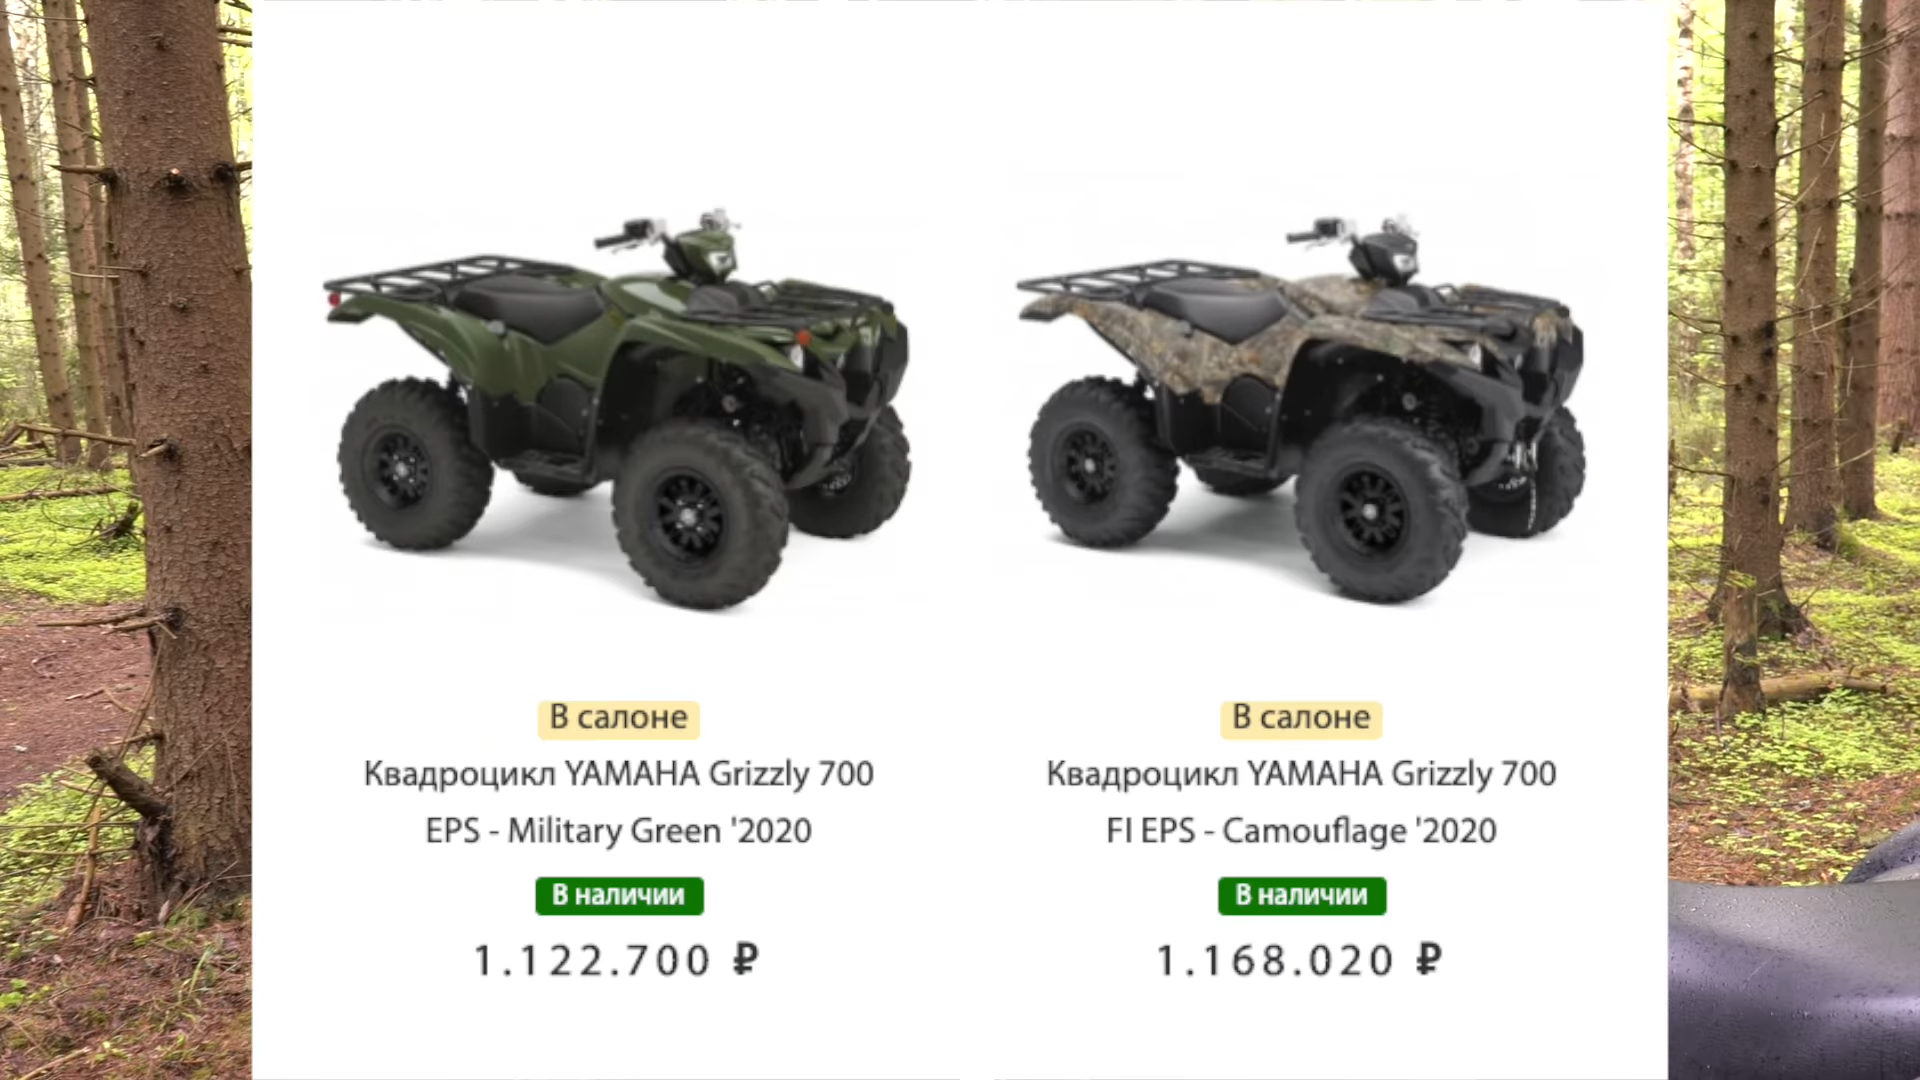 В салоне
Квадроцикл YAMAHA Grizzly 700
EPS - Military Green '2020
В наличии
1.122.700 ₽
В салоне
Квадроцикл YAMAHA Grizzly 700
FI EPS - Camouflage '2020
В наличии
1.168.020 ₽